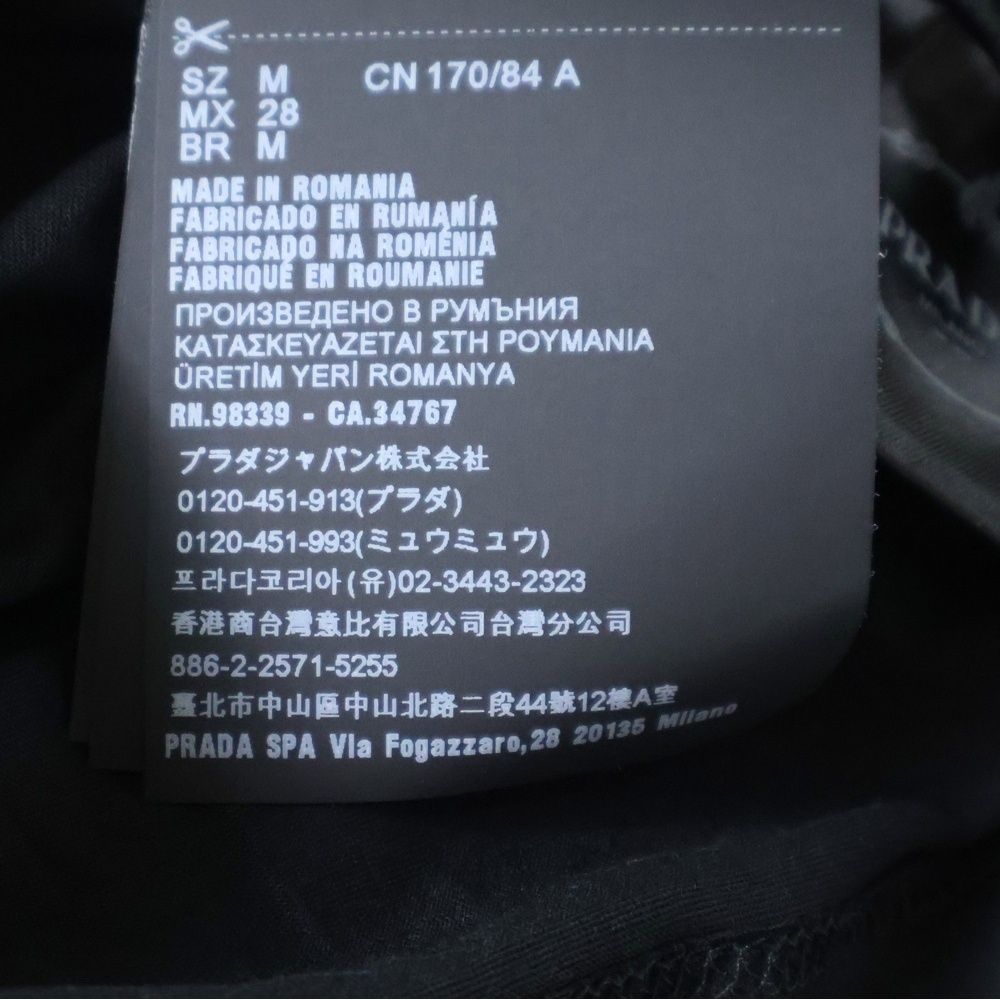 SZ M CN 170/84 A
MX 28
BR M
MADE IN ROMANIA
FABRICADO EN RUMANÍA
FABRICADO NA ROMÉNIA
FABRIQUÉ EN ROUMANIE
ПРОИЗВЕДЕНО В РУМЪНИЯ
ΚΑΤΑΣΚΕΥΑΖΕΤΑΙ ΣΤΗ ΡΟΥΜΑΝΙΑ
ÜRETİM YERİ ROMANYA
RN.98339 - CA.34767
プラダジャパン株式会社
0120-451-913(プラダ)
0120-451-993(ミュウミュウ)
프라다코리아(유)02-3443-2323
香港商台灣意比有限公司台灣分公司
886-2-2571-5255
臺北市中山區中山北路二段44號12樓A室
PRADA SPA Via Fogazzaro,28 20135 Milano
PRADA